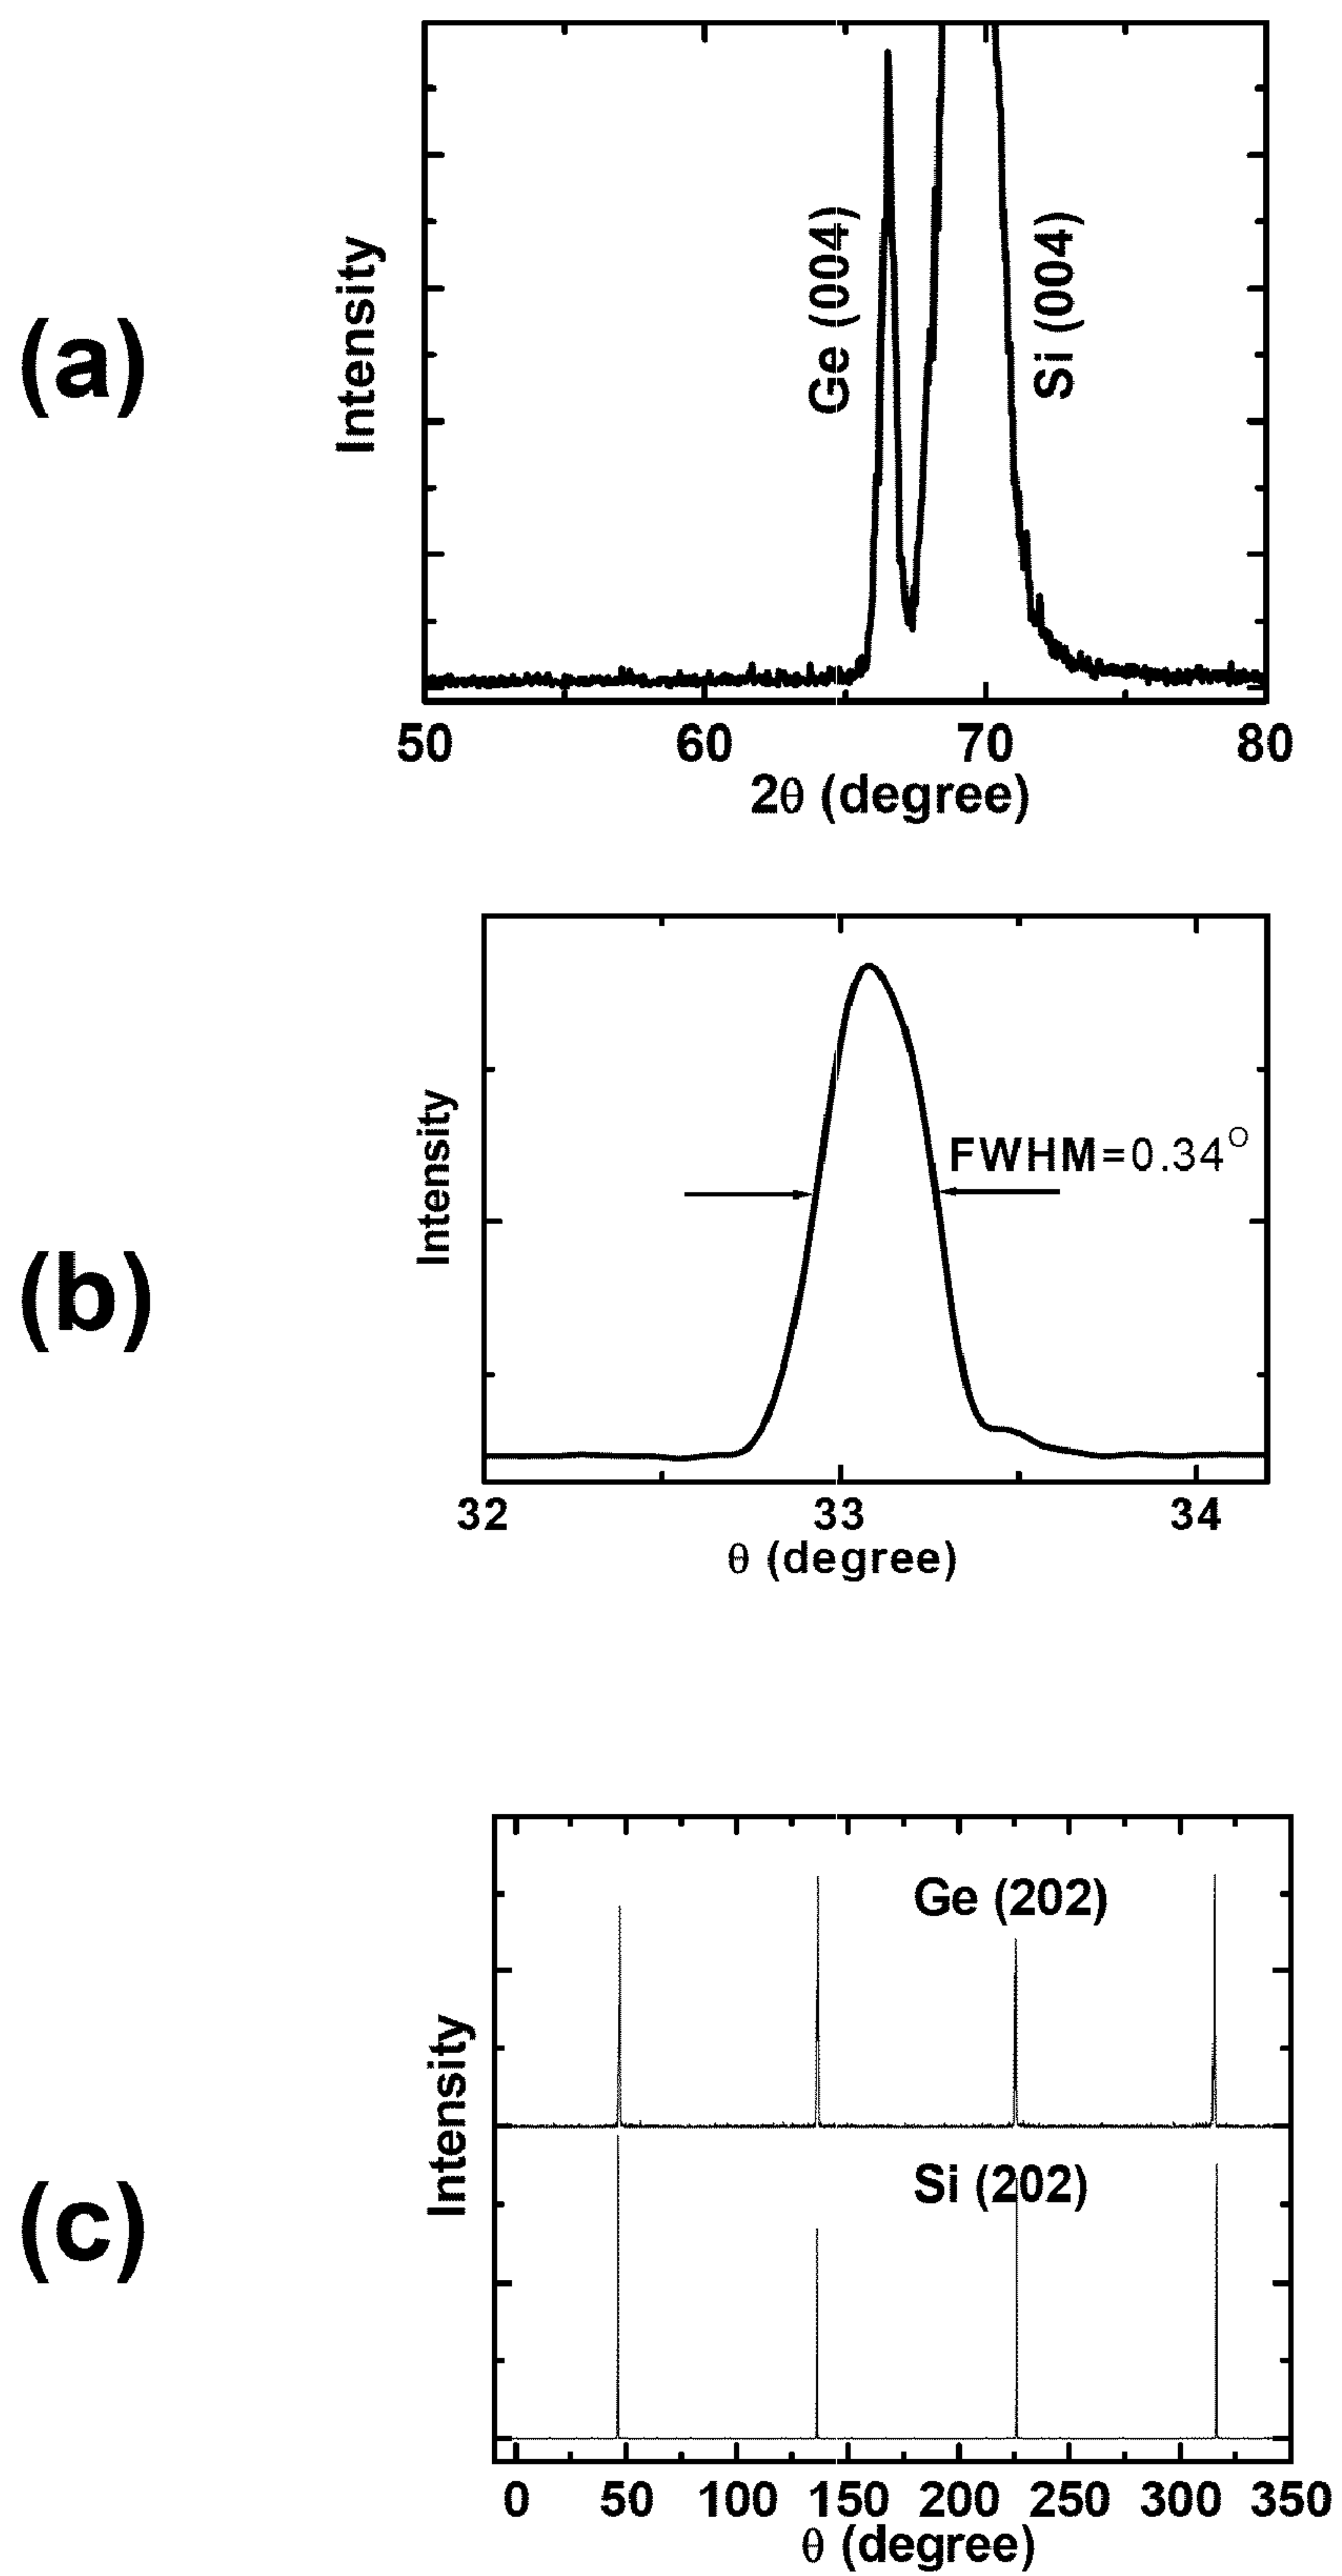 (a)
Intensity
Ge (004)
Si (004)
50 60 70 80
2θ (degree)
(b)
Intensity
FWHM=0.34°
32 33 34
θ (degree)
(c)
Intensity
Ge (202)
Si (202)
0 50 100 150 200 250 300 350
θ (degree)